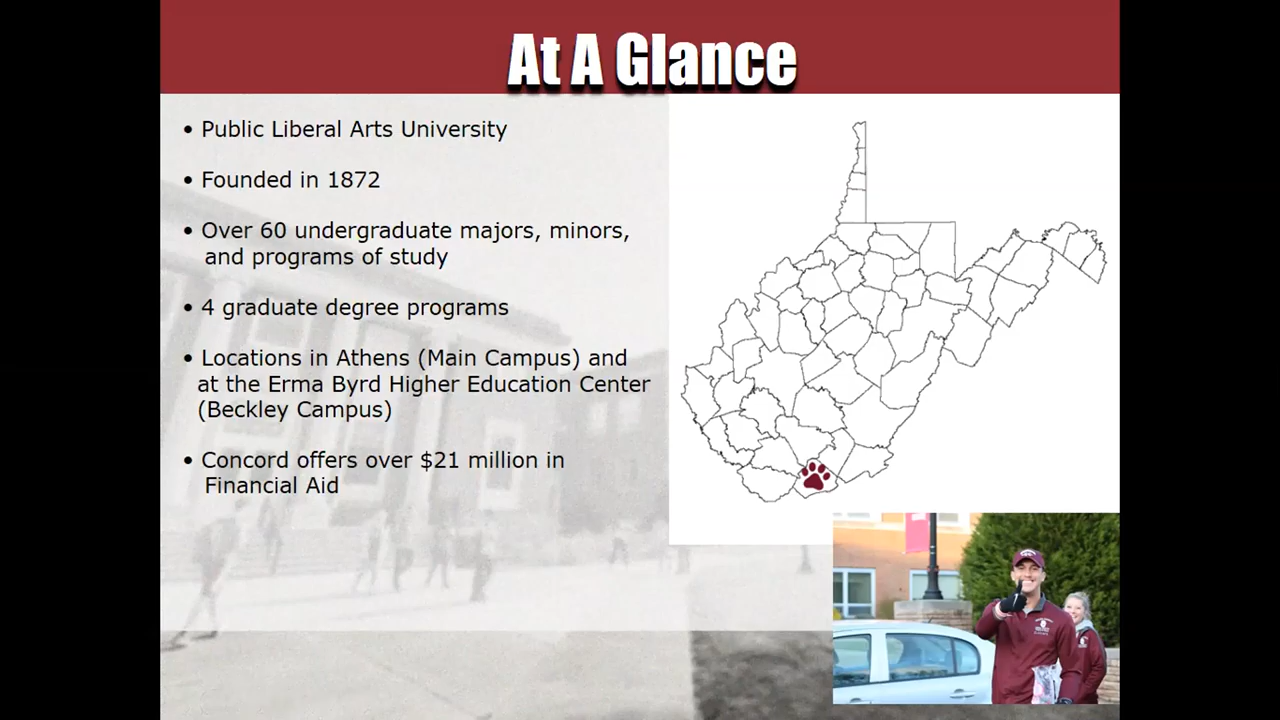 At A Glance
• Public Liberal Arts University
• Founded in 1872
• Over 60 undergraduate majors, minors,
and programs of study
• 4 graduate degree programs
• Locations in Athens (Main Campus) and
at the Erma Byrd Higher Education Center
(Beckley Campus)
• Concord offers over $21 million in
Financial Aid